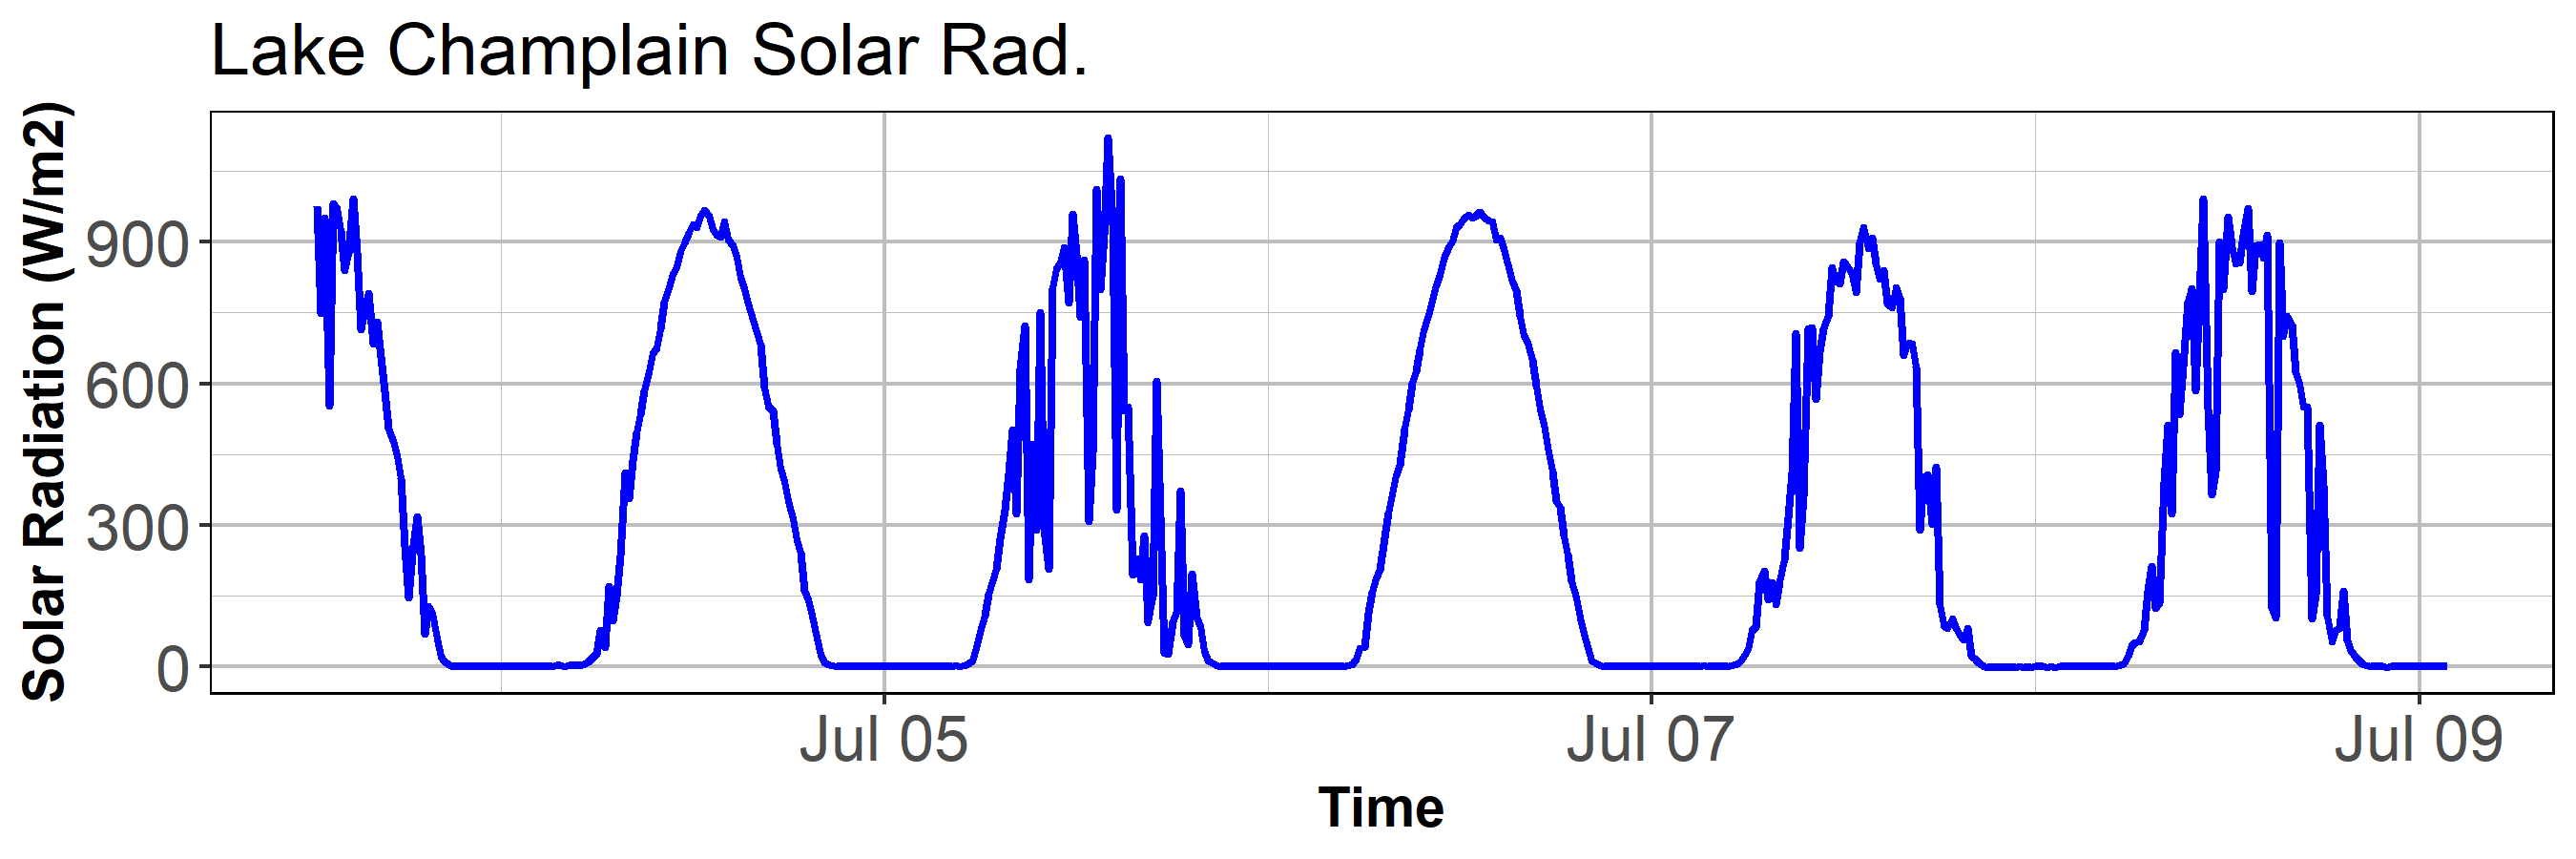 Lake Champlain Solar Rad.
Solar Radiation (W/m2)
900
600
300
0
Jul 05 Jul 07 Jul 09
Time